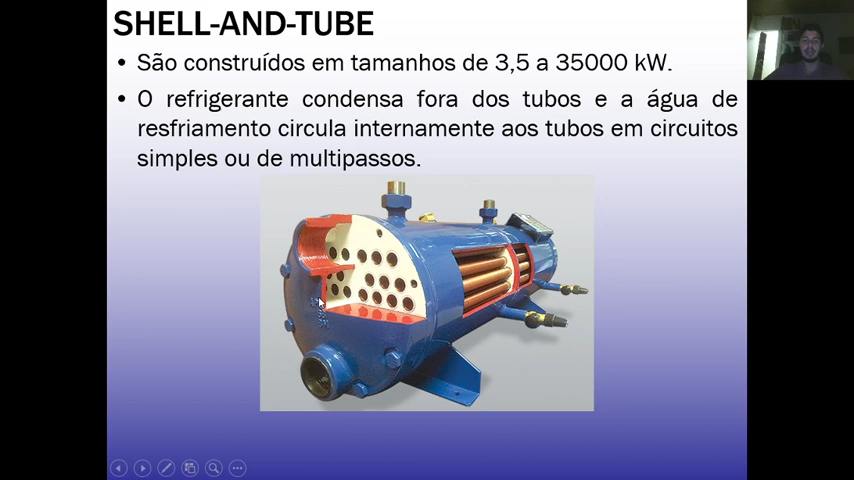 SHELL-AND-TUBE
• São construídos em tamanhos de 3,5 a 35000 kW.
• O refrigerante condensa fora dos tubos e a água de
resfriamento circula internamente aos tubos em circuitos
simples ou de multipassos.